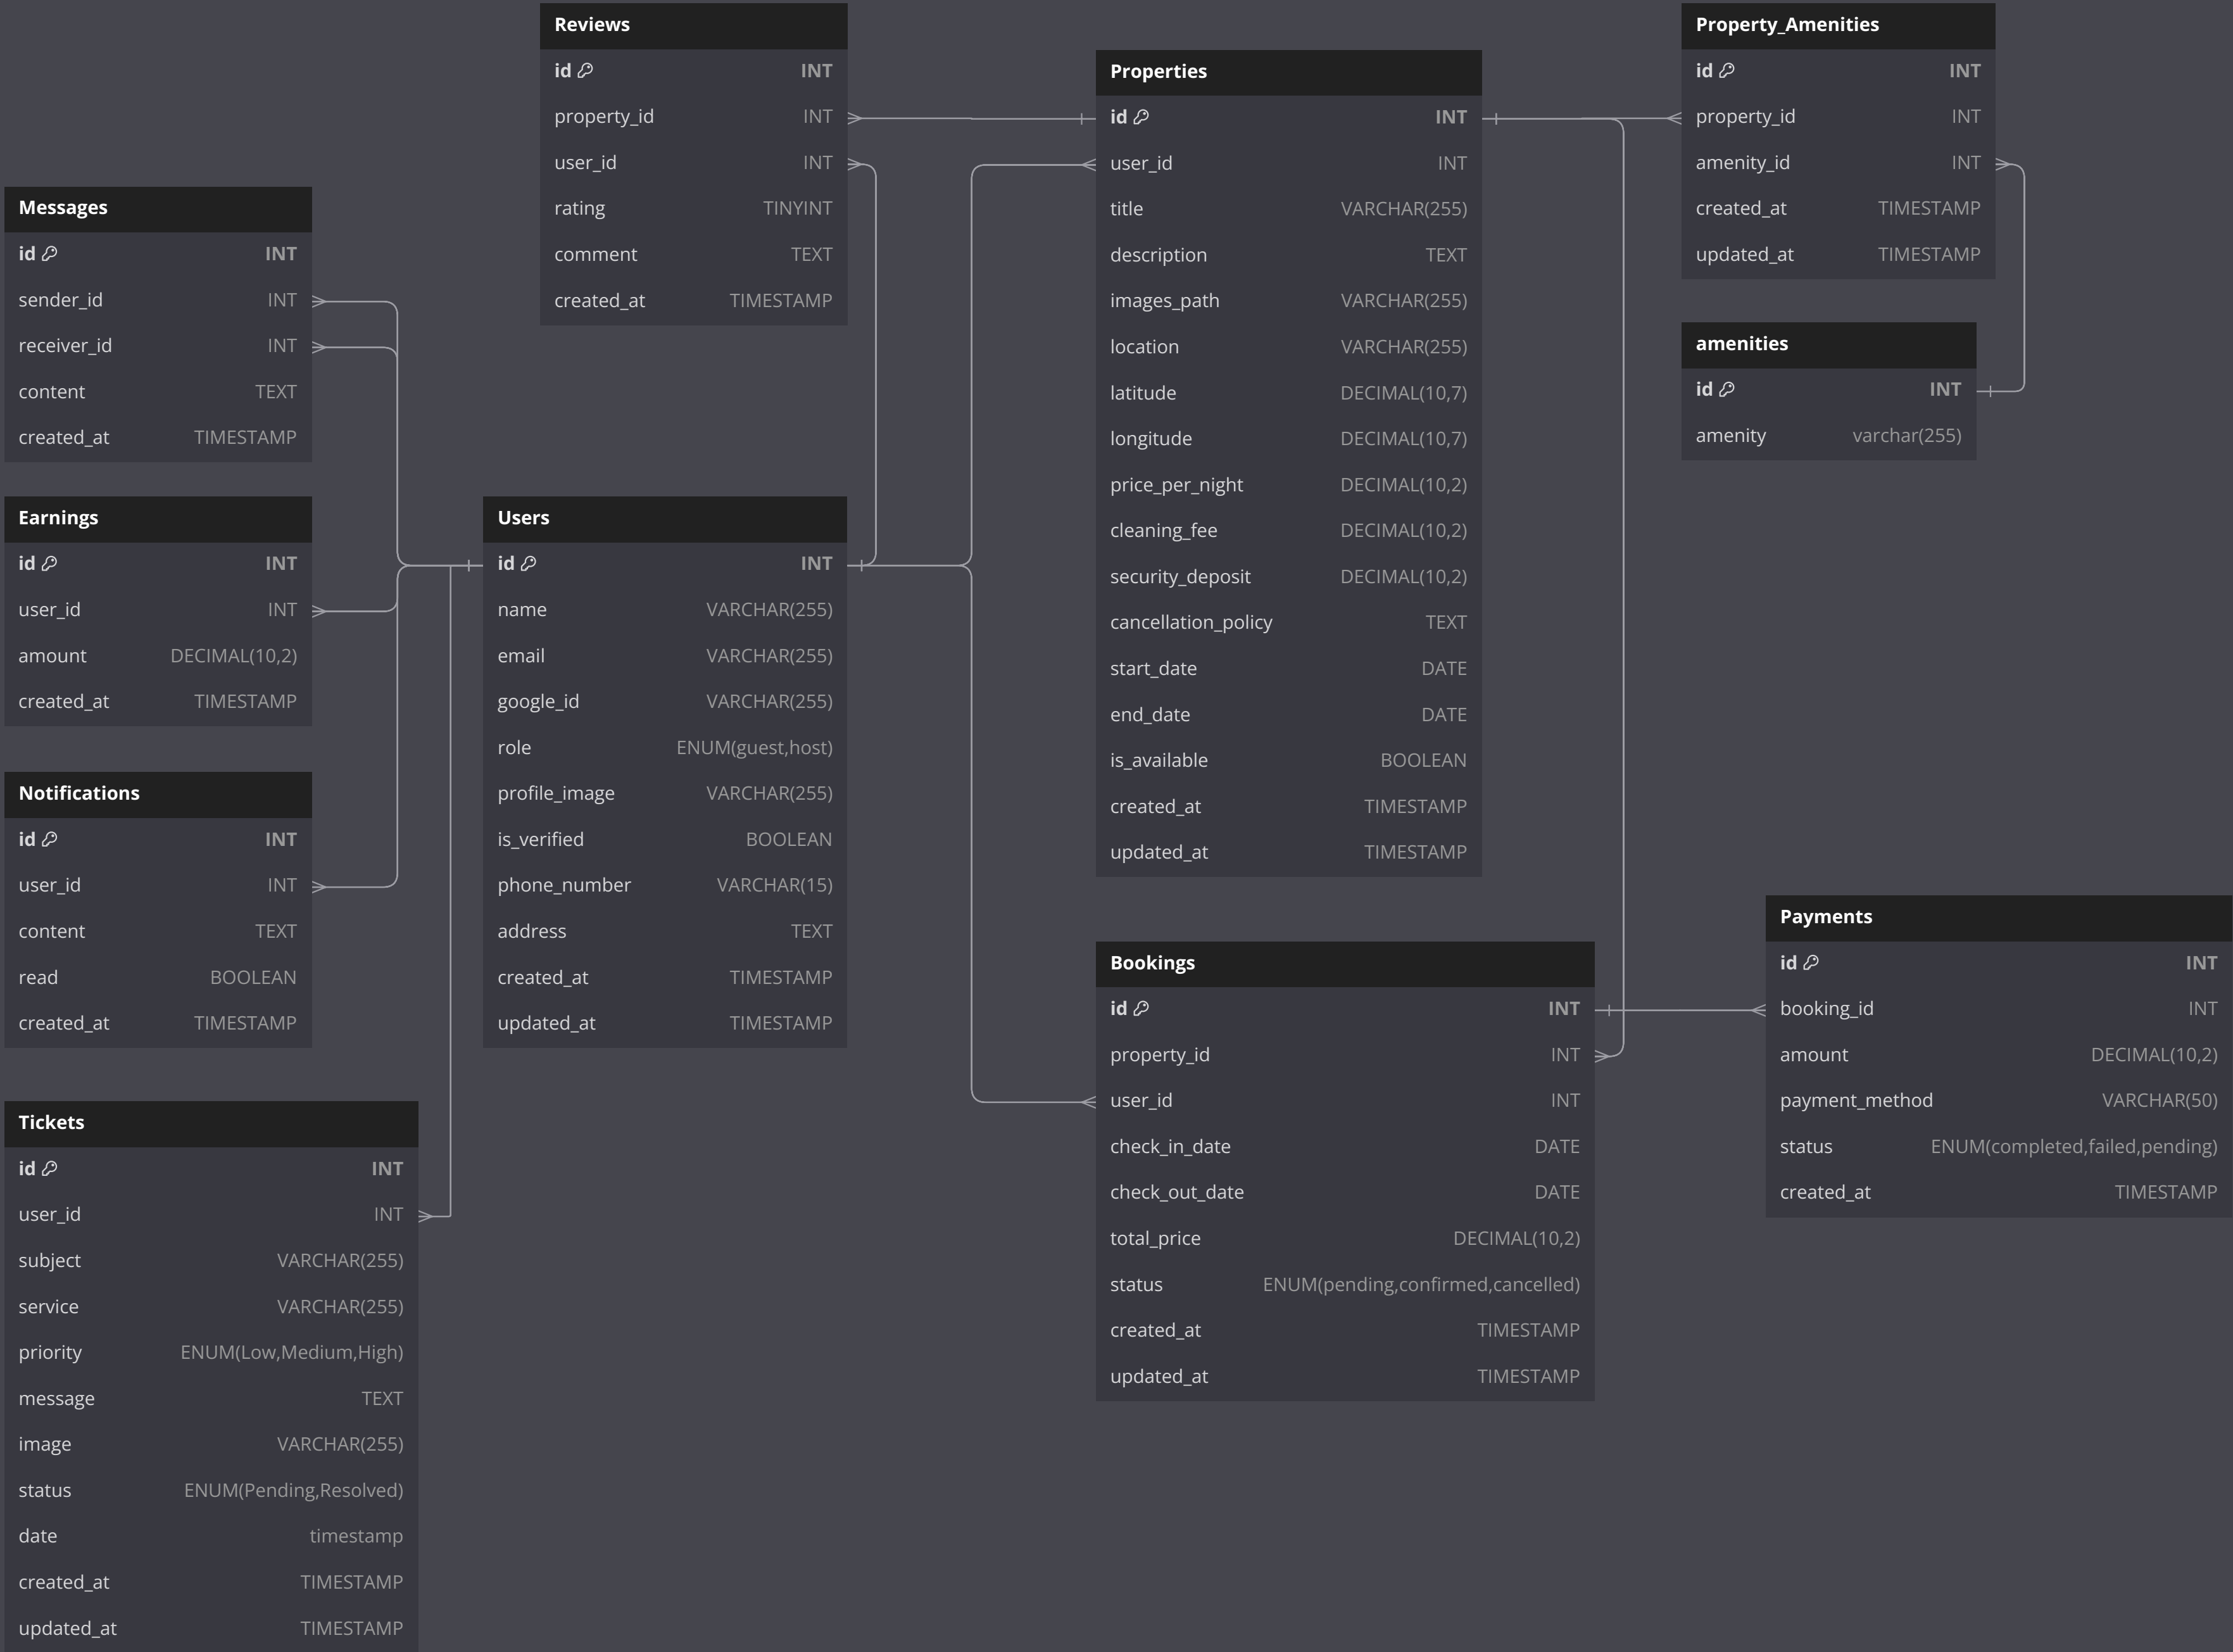 Reviews
id INT
property_id INT
user_id INT
rating TINYINT
comment TEXT
created_at TIMESTAMP
Properties
id INT
user_id INT
title VARCHAR(255)
description TEXT
images_path VARCHAR(255)
location VARCHAR(255)
latitude DECIMAL(10,7)
longitude DECIMAL(10,7)
price_per_night DECIMAL(10,2)
cleaning_fee DECIMAL(10,2)
security_deposit DECIMAL(10,2)
cancellation_policy TEXT
start_date DATE
end_date DATE
is_available BOOLEAN
created_at TIMESTAMP
updated_at TIMESTAMP
Property_Amenities
id INT
property_id INT
amenity_id INT
created_at TIMESTAMP
updated_at TIMESTAMP
amenities
id INT
amenity varchar(255)
Messages
id INT
sender_id INT
receiver_id INT
content TEXT
created_at TIMESTAMP
Earnings
id INT
user_id INT
amount DECIMAL(10,2)
created_at TIMESTAMP
Users
id INT
name VARCHAR(255)
email VARCHAR(255)
google_id VARCHAR(255)
role ENUM(guest,host)
profile_image VARCHAR(255)
is_verified BOOLEAN
phone_number VARCHAR(15)
address TEXT
created_at TIMESTAMP
updated_at TIMESTAMP
Notifications
id INT
user_id INT
content TEXT
read BOOLEAN
created_at TIMESTAMP
Bookings
id INT
property_id INT
user_id INT
check_in_date DATE
check_out_date DATE
total_price DECIMAL(10,2)
status ENUM(pending,confirmed,cancelled)
created_at TIMESTAMP
updated_at TIMESTAMP
Payments
id INT
booking_id INT
amount DECIMAL(10,2)
payment_method VARCHAR(50)
status ENUM(completed,failed,pending)
created_at TIMESTAMP
Tickets
id INT
user_id INT
subject VARCHAR(255)
service VARCHAR(255)
priority ENUM(Low,Medium,High)
message TEXT
image VARCHAR(255)
status ENUM(Pending,Resolved)
date timestamp
created_at TIMESTAMP
updated_at TIMESTAMP